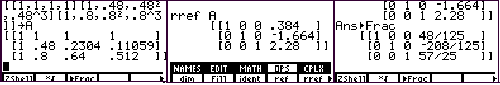 [[1,1,1,1][1,.48,.48²
,.48^3][1,.8,.8²,.8^3
]]→A
[[1 1 1 1 ]
[1 .48 .2304 .11059]
[1 .8 .64 .512 ]]
ZShell *f ▶Frac
rref A
[[1 0 0 .384 ]
[0 1 0 -1.664]
[0 0 1 2.28 ]]
NAMES EDIT MATH OPS CPLX
dim Fill ident ref rref ▶
[0 1 0 -1.664]
[0 0 1 2.28 ]]
Ans▶Frac
[[1 0 0 48/125 ]
[0 1 0 -208/125]
[0 0 1 57/25 ]]
ZShell *f ▶Frac